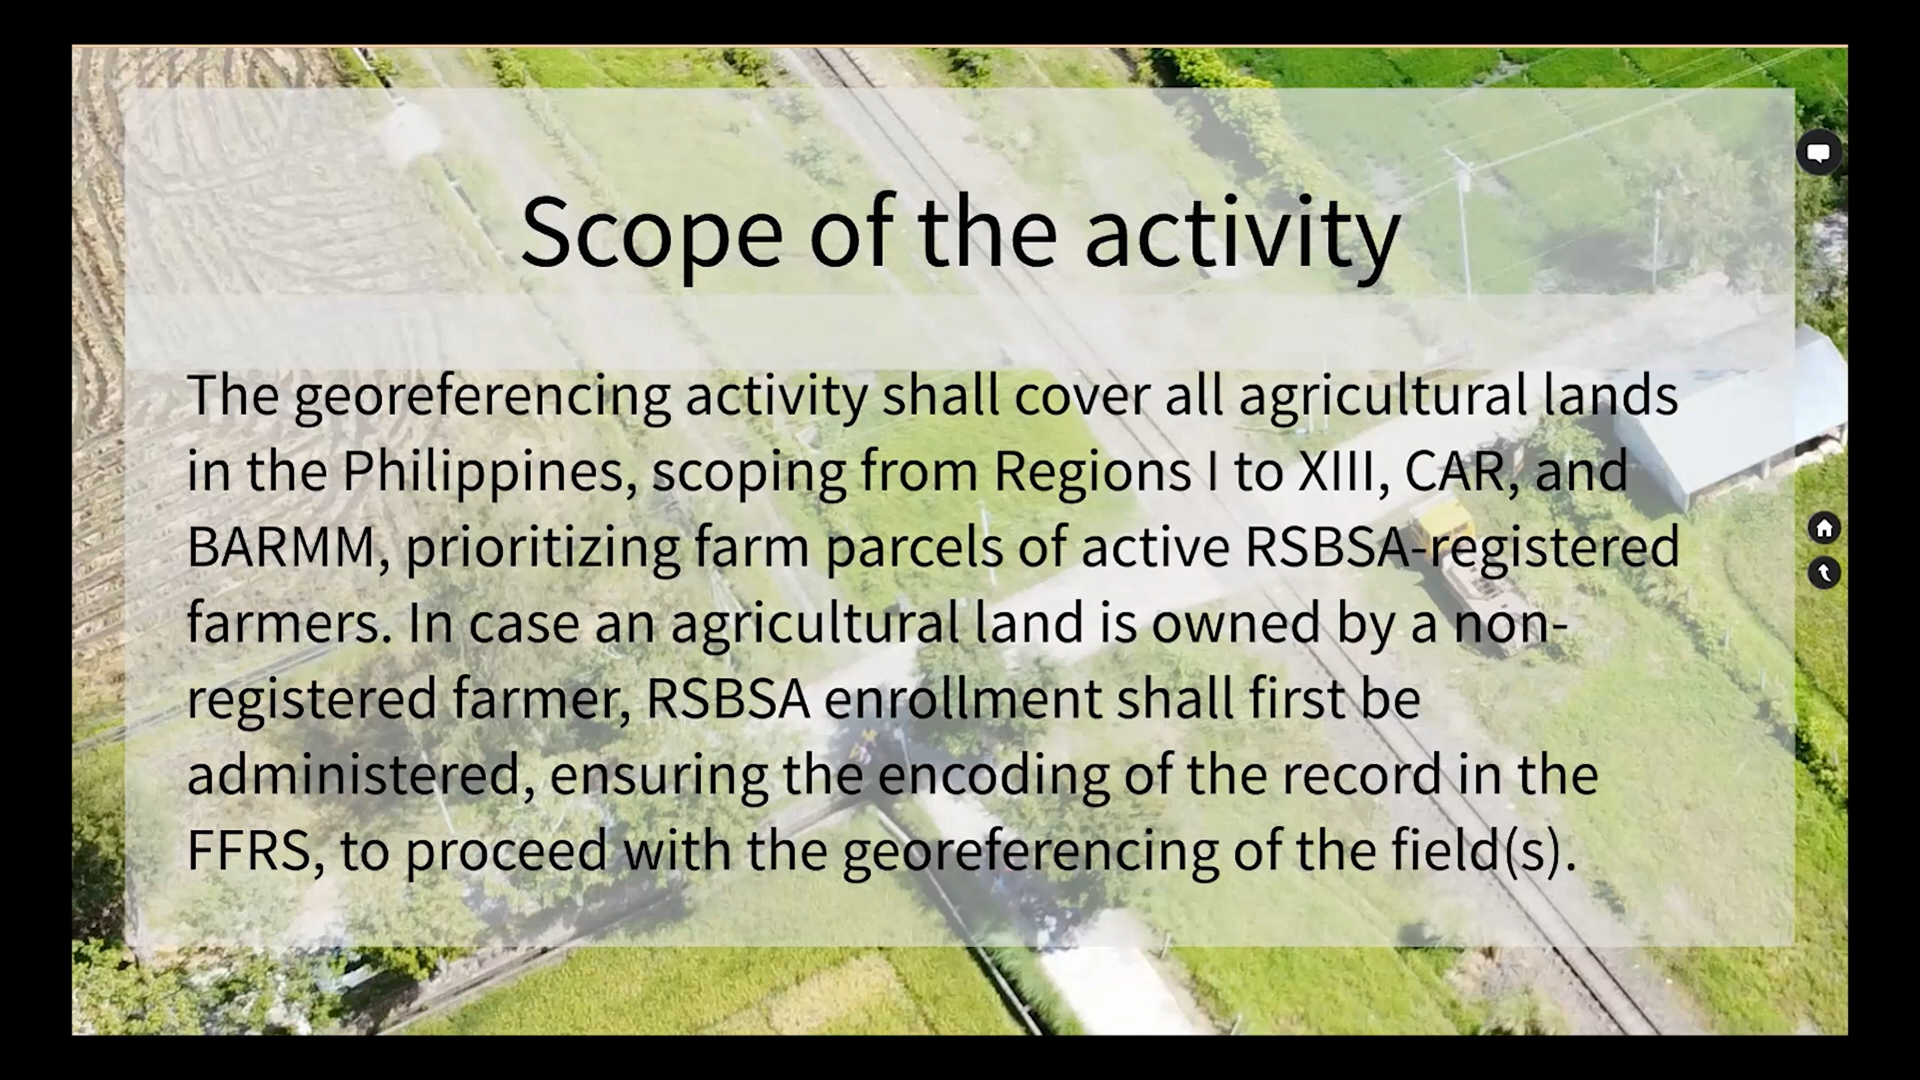 Scope of the activity
The georeferencing activity shall cover all agricultural lands
in the Philippines, scoping from Regions I to XIII, CAR, and
BARMM, prioritizing farm parcels of active RSBSA-registered
farmers. In case an agricultural land is owned by a non-
registered farmer, RSBSA enrollment shall first be
administered, ensuring the encoding of the record in the
FFRS, to proceed with the georeferencing of the field(s).